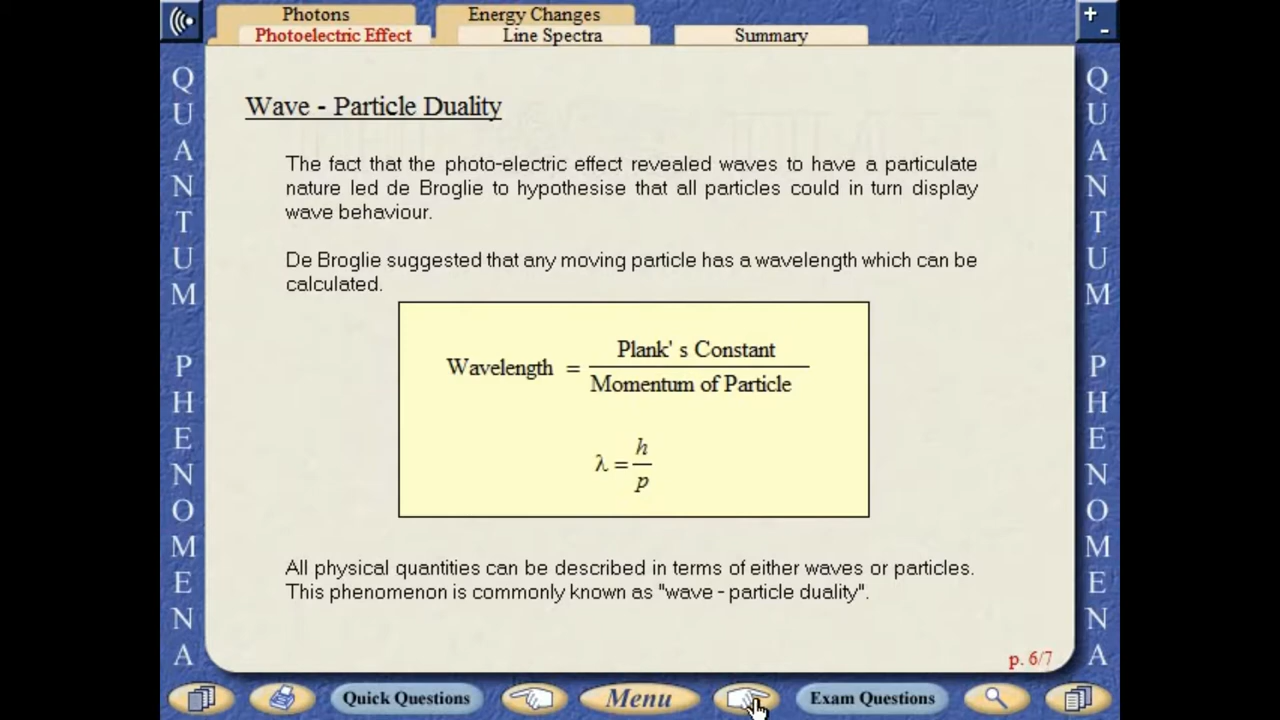 Photons
Energy Changes
Photoelectric Effect
Line Spectra
Summary
+
-
QUANTUM PHENOMENA
QUANTUM PHENOMENA
Wave - Particle Duality
The fact that the photo-electric effect revealed waves to have a particulate
nature led de Broglie to hypothesise that all particles could in turn display
wave behaviour.
De Broglie suggested that any moving particle has a wavelength which can be
calculated.
Wavelength = Plank' s Constant / Momentum of Particle
λ = h / p
All physical quantities can be described in terms of either waves or particles.
This phenomenon is commonly known as "wave - particle duality".
p. 6/7
Quick Questions
Menu
Exam Questions